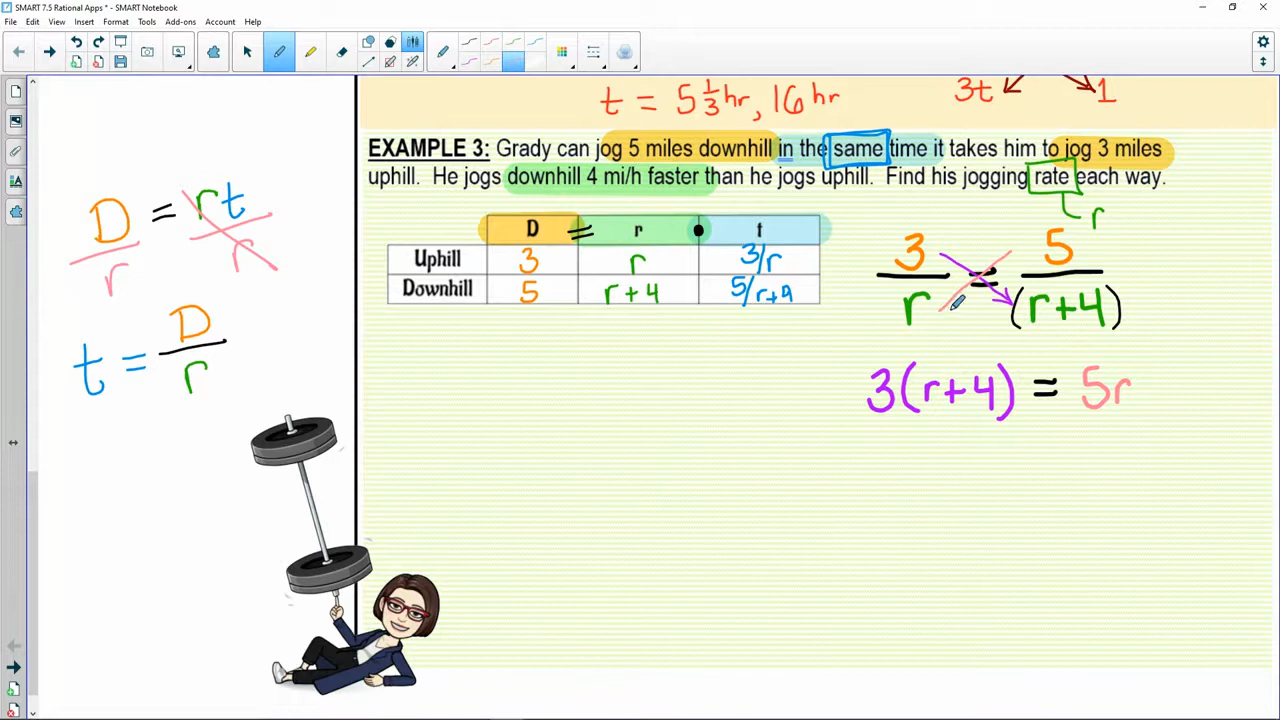 SMART 7.5 Rational Apps * - SMART Notebook
File Edit View Insert Format Tools Add-ons Account Help
3t 1
t = 5 1/3 hr, 16 hr
EXAMPLE 3: Grady can jog 5 miles downhill in the same time it takes him to jog 3 miles
uphill. He jogs downhill 4 mi/h faster than he jogs uphill. Find his jogging rate each way.
r
D = rt
r r
t = D/r
D = r • t
Uphill 3 r 3/r
Downhill 5 r + 4 5/r+4
3/r = 5/(r+4)
3(r+4) = 5r